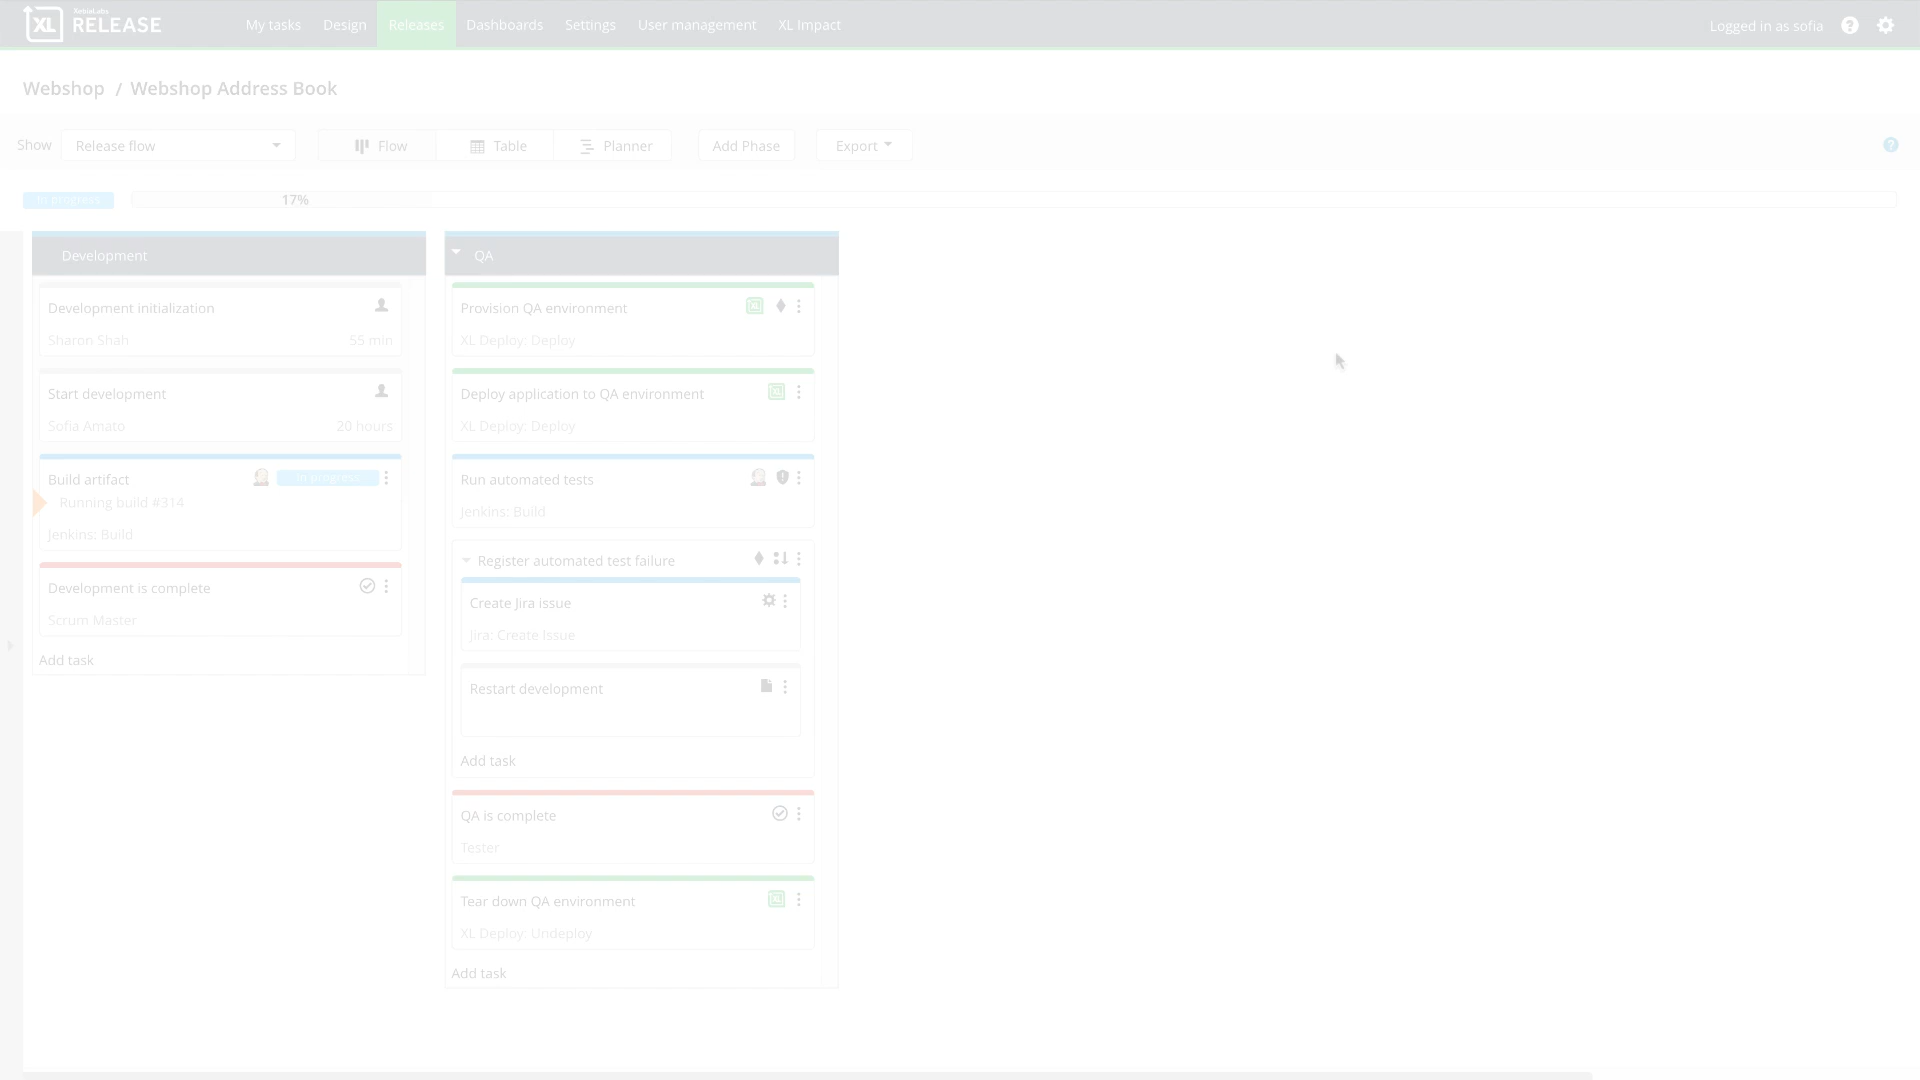 XebiaLabs
XL RELEASE
My tasks Design Releases Dashboards Settings User management XL Impact Logged in as sofia
Webshop / Webshop Address Book
Show Release flow Flow Table Planner Add Phase Export
In progress 17%
Development
Development initialization
Sharon Shah 55 min
Start development
Sofia Amato 20 hours
Build artifact In progress
Running build #314
Jenkins: Build
Development is complete
Scrum Master
Add task
QA
Provision QA environment
XL Deploy: Deploy
Deploy application to QA environment
XL Deploy: Deploy
Run automated tests
Jenkins: Build
Register automated test failure
Create Jira issue
Jira: Create Issue
Restart development
Add task
QA is complete
Tester
Tear down QA environment
XL Deploy: Undeploy
Add task